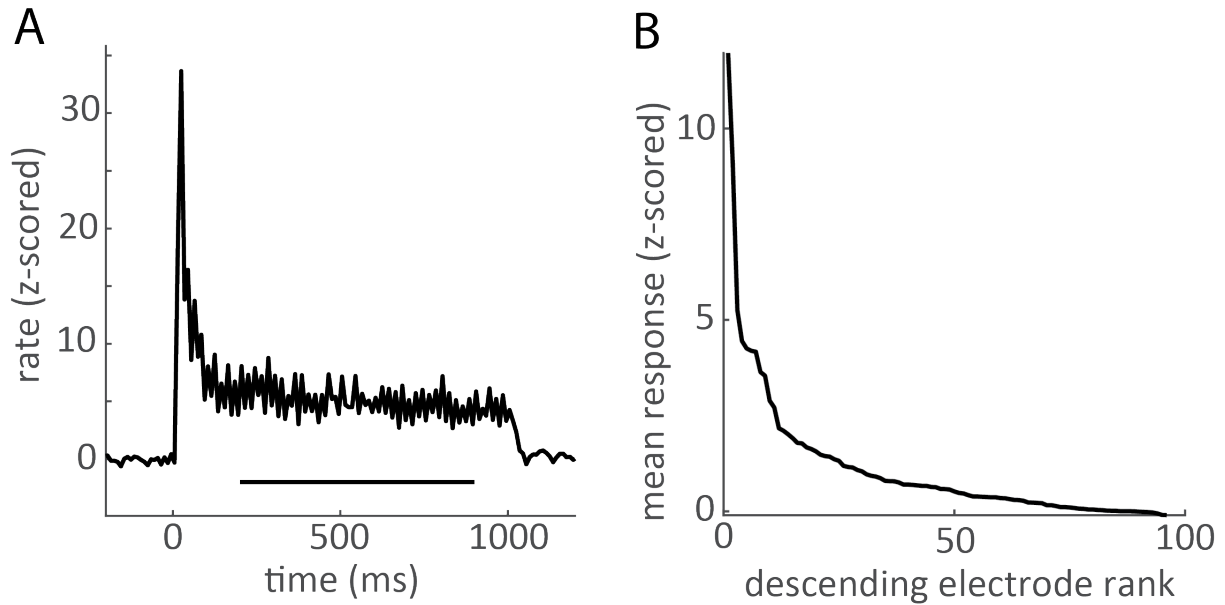 A
rate (z-scored)
30
20
10
0
0 500 1000
time (ms)
B
mean response (z-scored)
10
5
0
0 50 100
descending electrode rank